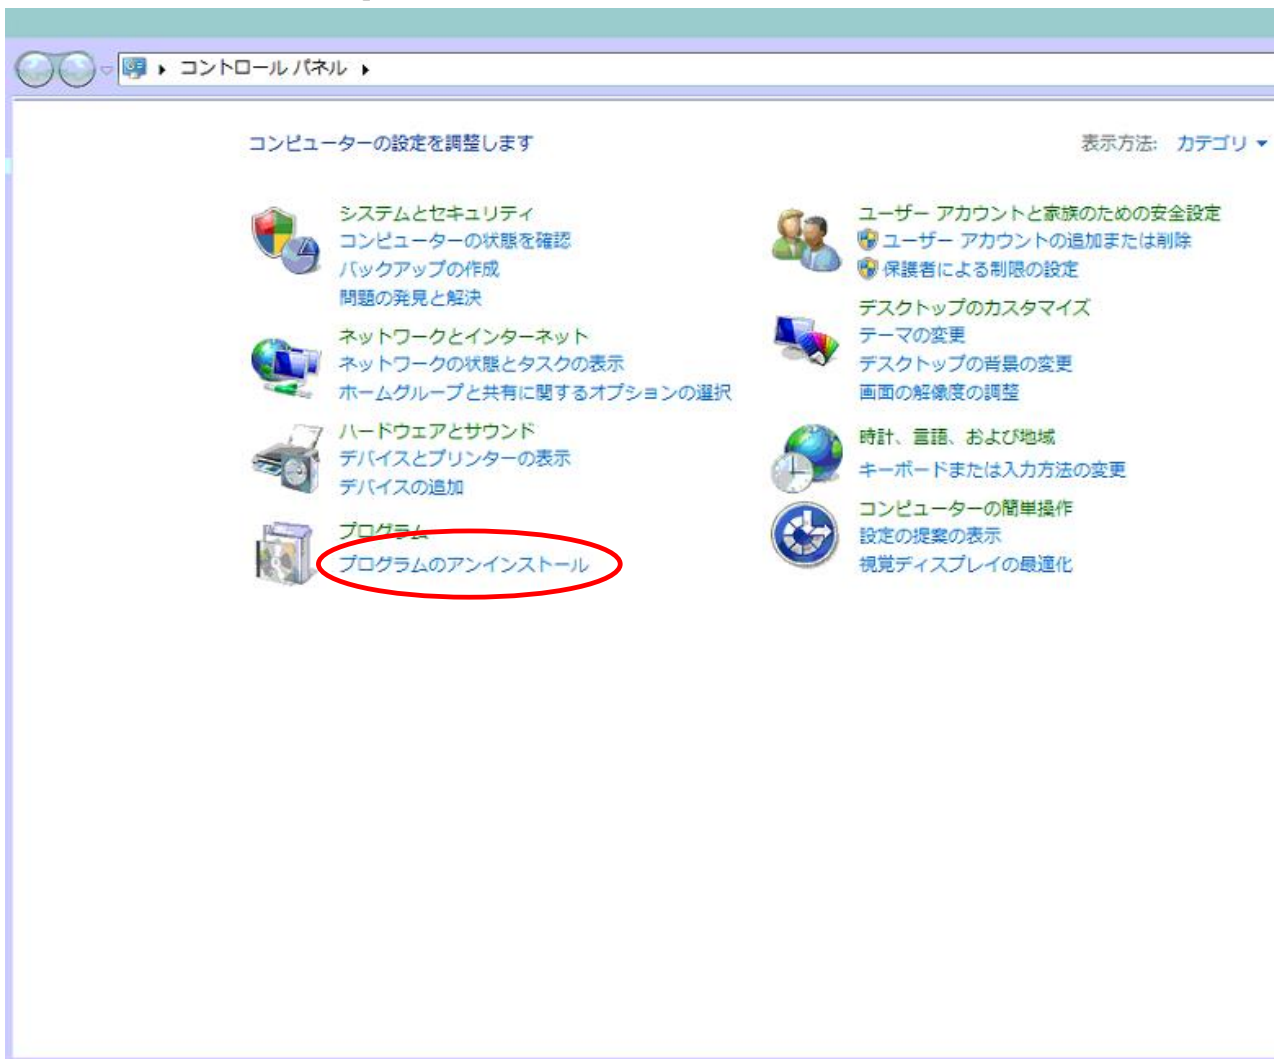 コントロール パネル
コンピューターの設定を調整します
表示方法: カテゴリ
システムとセキュリティ
コンピューターの状態を確認
バックアップの作成
問題の発見と解決
ネットワークとインターネット
ネットワークの状態とタスクの表示
ホームグループと共有に関するオプションの選択
ハードウェアとサウンド
デバイスとプリンターの表示
デバイスの追加
プログラム
プログラムのアンインストール
ユーザー アカウントと家族のための安全設定
ユーザー アカウントの追加または削除
保護者による制限の設定
デスクトップのカスタマイズ
テーマの変更
デスクトップの背景の変更
画面の解像度の調整
時計、言語、および地域
キーボードまたは入力方法の変更
コンピューターの簡単操作
設定の提案の表示
視覚ディスプレイの最適化